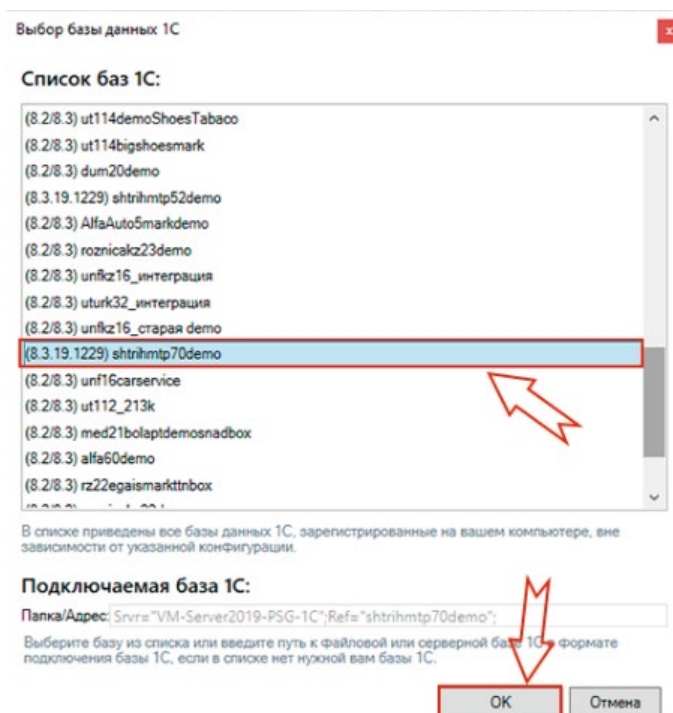 Выбор базы данных 1С
x
Список баз 1С:
(8.2/8.3) ut114demoShoesTabaco
(8.2/8.3) ut114bigshoesmark
(8.2/8.3) dum20demo
(8.3.19.1229) shtrihmtp52demo
(8.2/8.3) AlfaAuto5markdemo
(8.2/8.3) roznicakz23demo
(8.2/8.3) unfkz16_интеграция
(8.2/8.3) uturk32_интеграция
(8.2/8.3) unfkz16_старая demo
(8.3.19.1229) shtrihmtp70demo
(8.2/8.3) unf16carservice
(8.2/8.3) ut112_213k
(8.2/8.3) med21bolaptdemosnadbox
(8.2/8.3) alfa60demo
(8.2/8.3) rz22egaismarkttnbox
В списке приведены все базы данных 1С, зарегистрированные на вашем компьютере, вне
зависимости от указанной конфигурации.
Подключаемая база 1С:
Папка/Адрес: Srvr="VM-Server2019-PSG-1C";Ref="shtrihmtp70demo";
Выберите базу из списка или введите путь к файловой или серверной базе 1С в формате
подключения базы 1С, если в списке нет нужной вам базы 1С.
OK Отмена